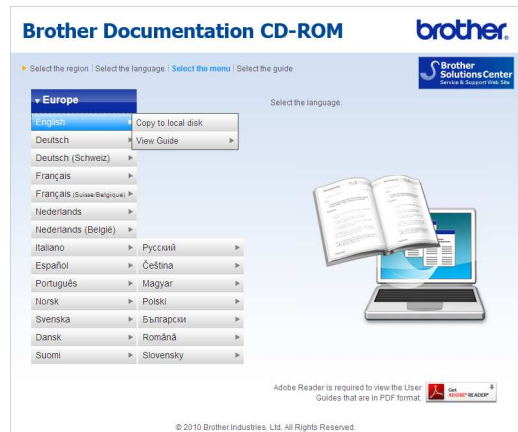 Brother Documentation CD-ROM
brother
Select the region | Select the language | Select the menu | Select the guide
Brother
Solutions Center
Service & Support Web Site
Europe
Select the language.
English
Copy to local disk
Deutsch
View Guide
Deutsch (Schweiz)
Français
Français (Suisse/Belgique)
Nederlands
Nederlands (België)
Italiano
Русский
Español
Čeština
Português
Magyar
Norsk
Polski
Svenska
Български
Dansk
Română
Suomi
Slovensky
Adobe Reader is required to view the User
Guides that are in PDF format.
Get
ADOBE® READER®
© 2010 Brother Industries, Ltd. All Rights Reserved.